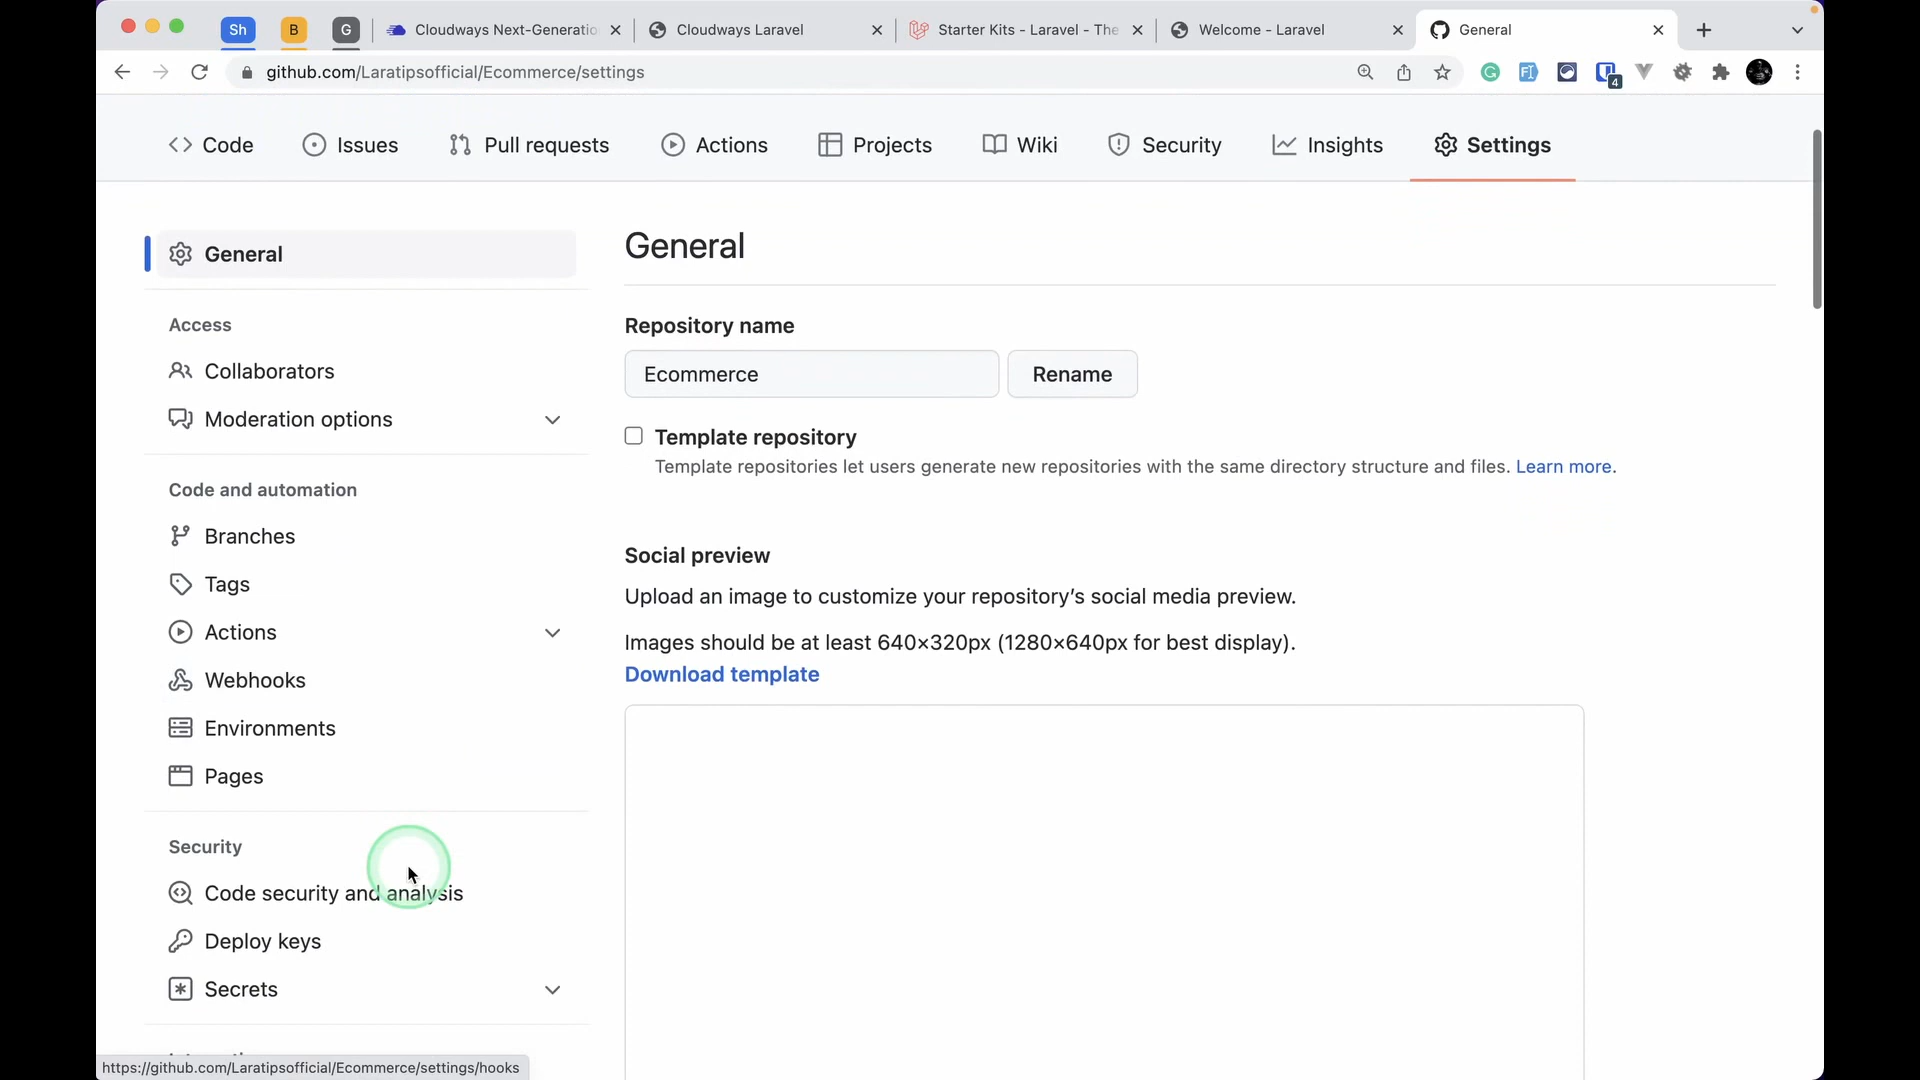 Sh
B
G
Cloudways Next-Generatio
Cloudways Laravel
Starter Kits - Laravel - The
Welcome - Laravel
General
github.com/Laratipsofficial/Ecommerce/settings
4
Code
Issues
Pull requests
Actions
Projects
Wiki
Security
Insights
Settings
General
Access
Collaborators
Moderation options
Code and automation
Branches
Tags
Actions
Webhooks
Environments
Pages
Security
Code security and analysis
Deploy keys
Secrets
General
Repository name
Ecommerce
Rename
Template repository
Template repositories let users generate new repositories with the same directory structure and files. Learn more.
Social preview
Upload an image to customize your repository’s social media preview.
Images should be at least 640×320px (1280×640px for best display).
Download template
https://github.com/Laratipsofficial/Ecommerce/settings/hooks